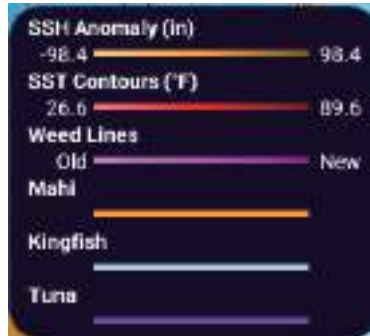 SSH Anomaly (in)
-98.4 98.4
SST Contours (°F)
26.6 89.6
Weed Lines
Old New
Mahi
Kingfish
Tuna